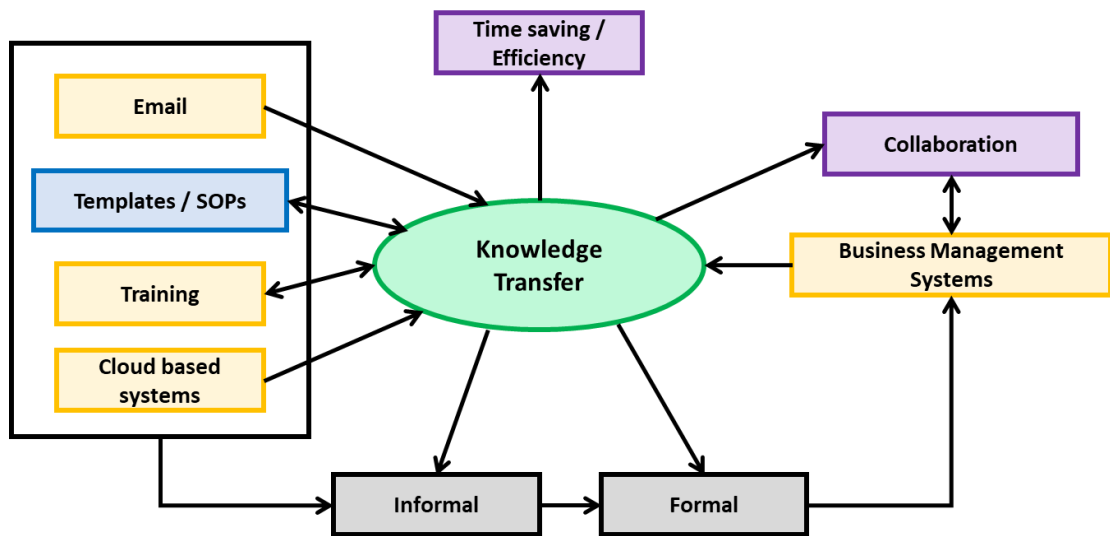 Time saving /
Efficiency
Email
Collaboration
Templates / SOPs
Knowledge
Transfer
Business Management
Systems
Training
Cloud based
systems
Informal
Formal